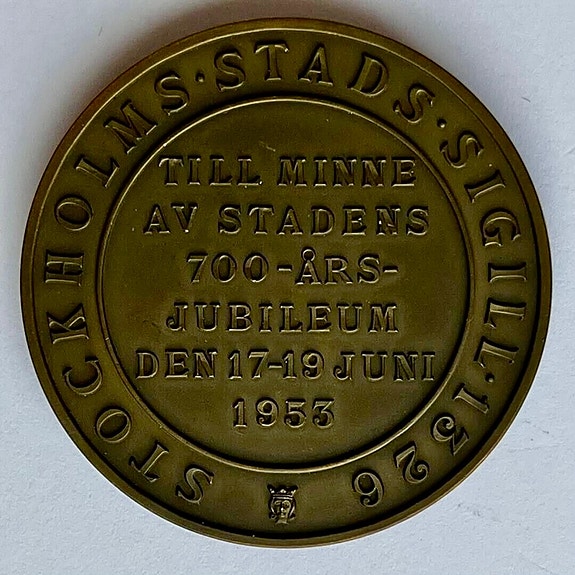 STOCKHOLMS·STADS·SIGILL·1326
TILL MINNE
AV STADENS
700-ÅRS-
JUBILEUM
DEN 17-19 JUNI
1953